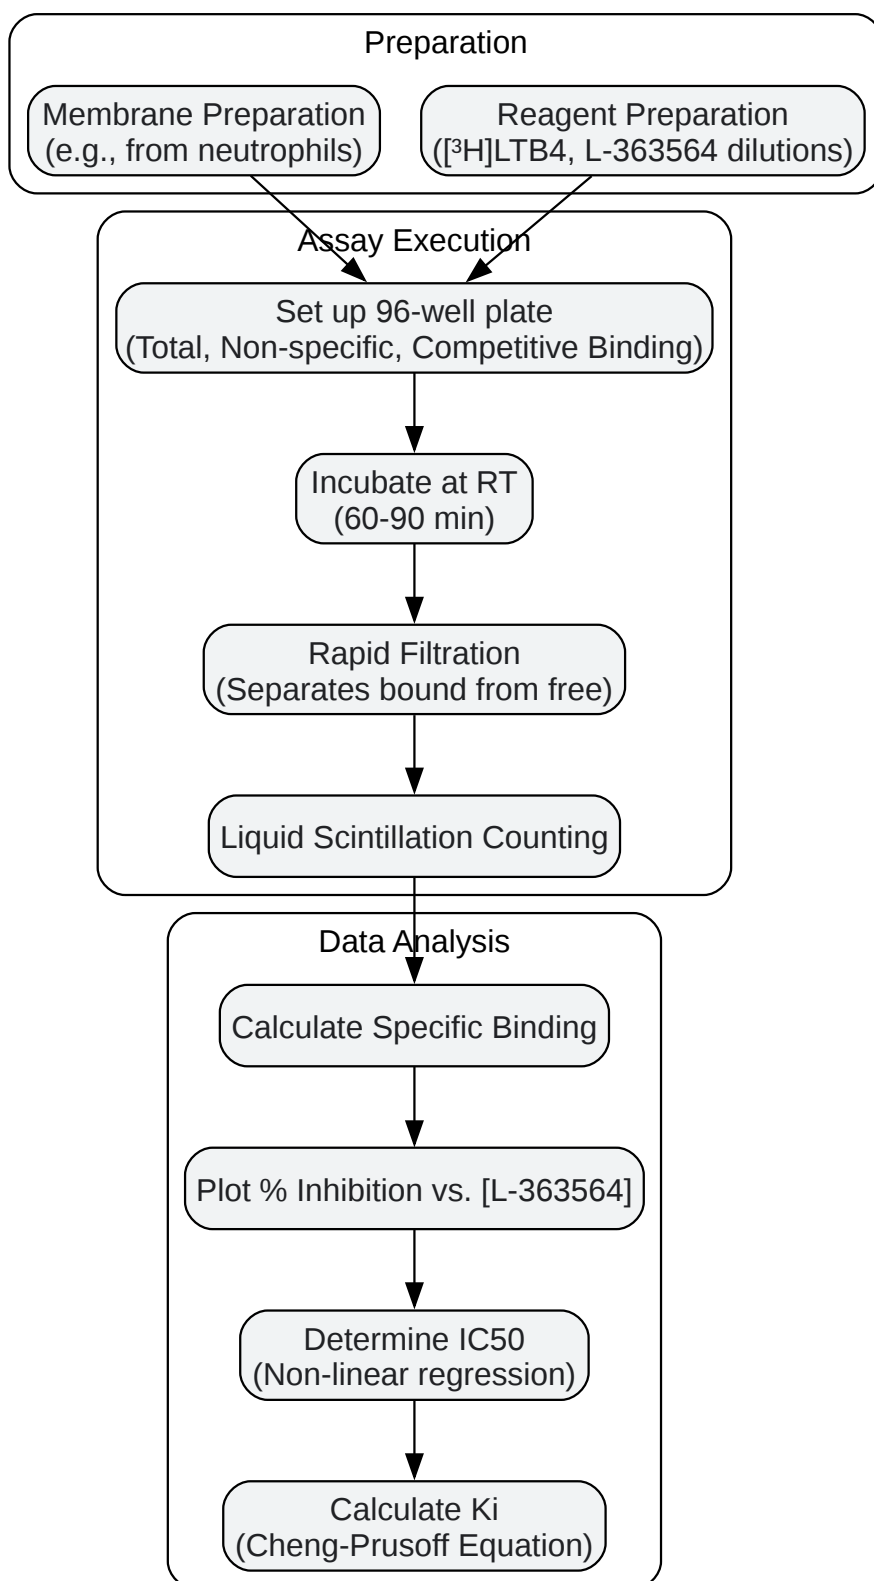 Preparation
Membrane Preparation
(e.g., from neutrophils)
Reagent Preparation
([³H]LTB4, L-363564 dilutions)
Assay Execution
Set up 96-well plate
(Total, Non-specific, Competitive Binding)
Incubate at RT
(60-90 min)
Rapid Filtration
(Separates bound from free)
Liquid Scintillation Counting
Data Analysis
Calculate Specific Binding
Plot % Inhibition vs. [L-363564]
Determine IC50
(Non-linear regression)
Calculate Ki
(Cheng-Prusoff Equation)